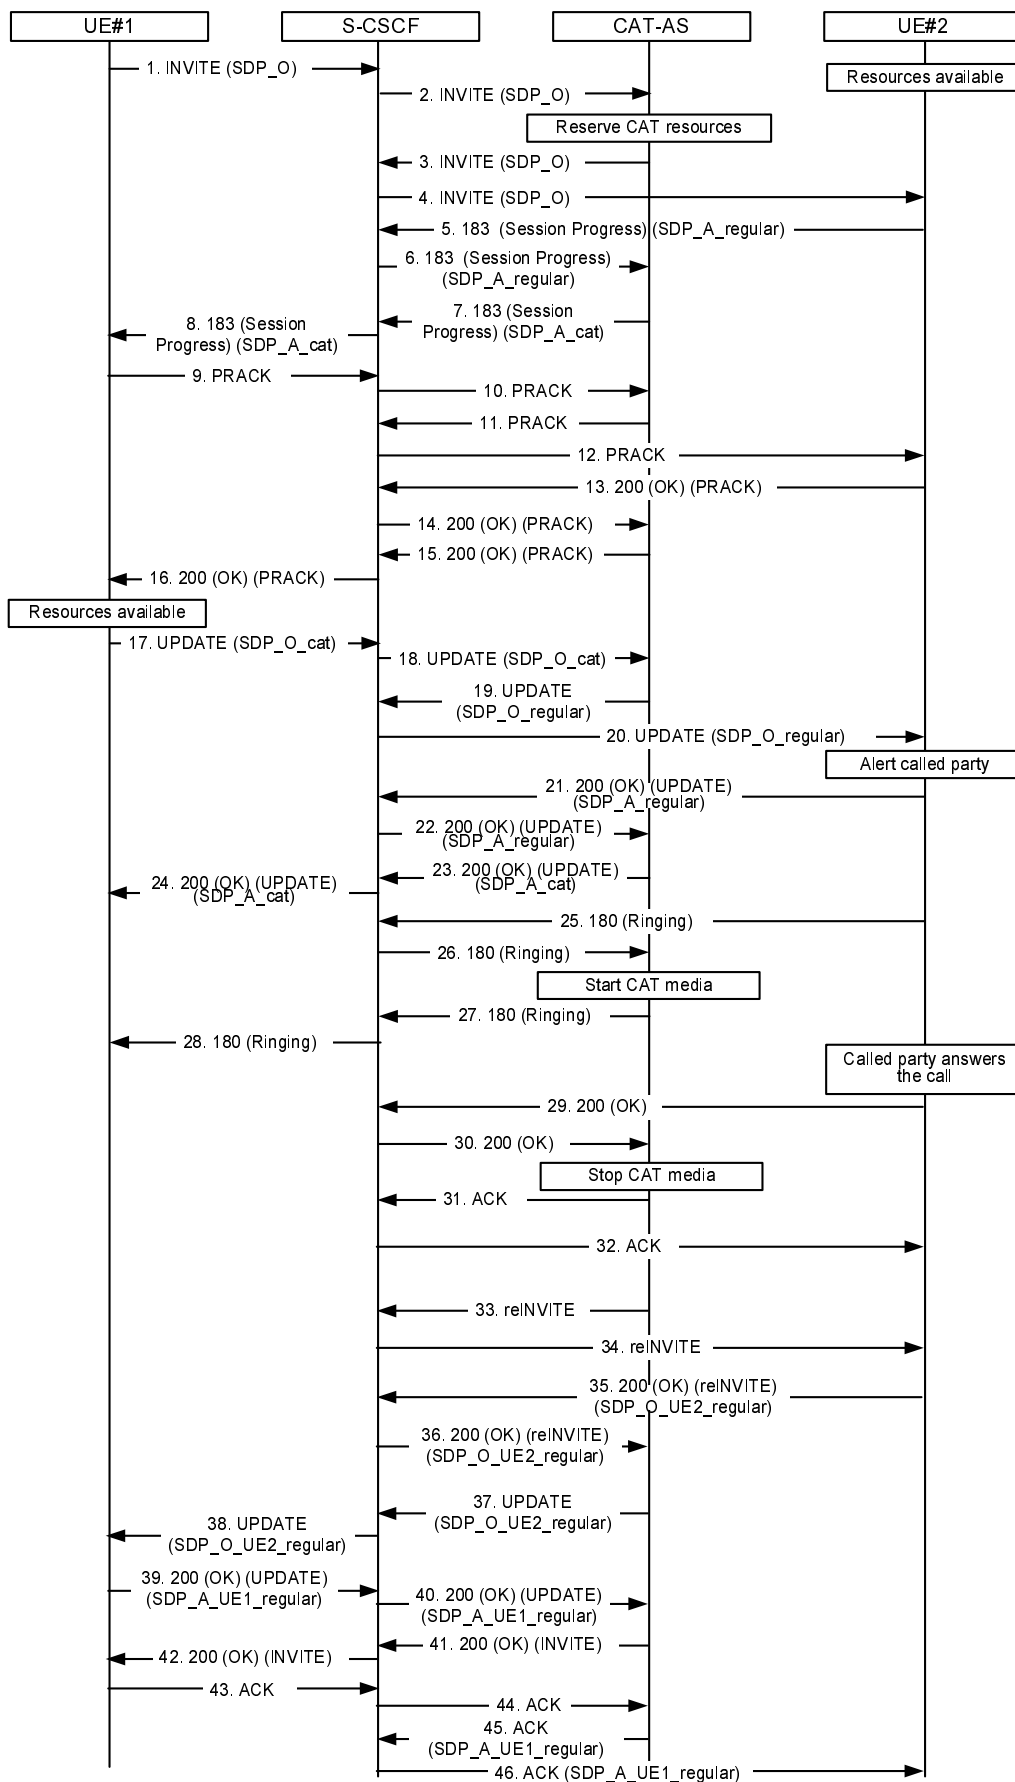 UE#1
S-CSCF
CAT-AS
UE#2
1. INVITE (SDP_O)
Resources available
2. INVITE (SDP_O)
Reserve CAT resources
3. INVITE (SDP_O)
4. INVITE (SDP_O)
5. 183 (Session Progress) (SDP_A_regular)
6. 183 (Session Progress)
(SDP_A_regular)
7. 183 (Session
Progress) (SDP_A_cat)
8. 183 (Session
Progress) (SDP_A_cat)
9. PRACK
10. PRACK
11. PRACK
12. PRACK
13. 200 (OK) (PRACK)
14. 200 (OK) (PRACK)
15. 200 (OK) (PRACK)
16. 200 (OK) (PRACK)
Resources available
17. UPDATE (SDP_O_cat)
18. UPDATE (SDP_O_cat)
19. UPDATE
(SDP_O_regular)
20. UPDATE (SDP_O_regular)
Alert called party
21. 200 (OK) (UPDATE)
(SDP_A_regular)
22. 200 (OK) (UPDATE)
(SDP_A_regular)
23. 200 (OK) (UPDATE)
(SDP_A_cat)
24. 200 (OK) (UPDATE)
(SDP_A_cat)
25. 180 (Ringing)
26. 180 (Ringing)
Start CAT media
27. 180 (Ringing)
28. 180 (Ringing)
Called party answers
the call
29. 200 (OK)
30. 200 (OK)
Stop CAT media
31. ACK
32. ACK
33. reINVITE
34. reINVITE
35. 200 (OK) (reINVITE)
(SDP_O_UE2_regular)
36. 200 (OK) (reINVITE)
(SDP_O_UE2_regular)
37. UPDATE
(SDP_O_UE2_regular)
38. UPDATE
(SDP_O_UE2_regular)
39. 200 (OK) (UPDATE)
(SDP_A_UE1_regular)
40. 200 (OK) (UPDATE)
(SDP_A_UE1_regular)
41. 200 (OK) (INVITE)
42. 200 (OK) (INVITE)
43. ACK
44. ACK
45. ACK
(SDP_A_UE1_regular)
46. ACK (SDP_A_UE1_regular)